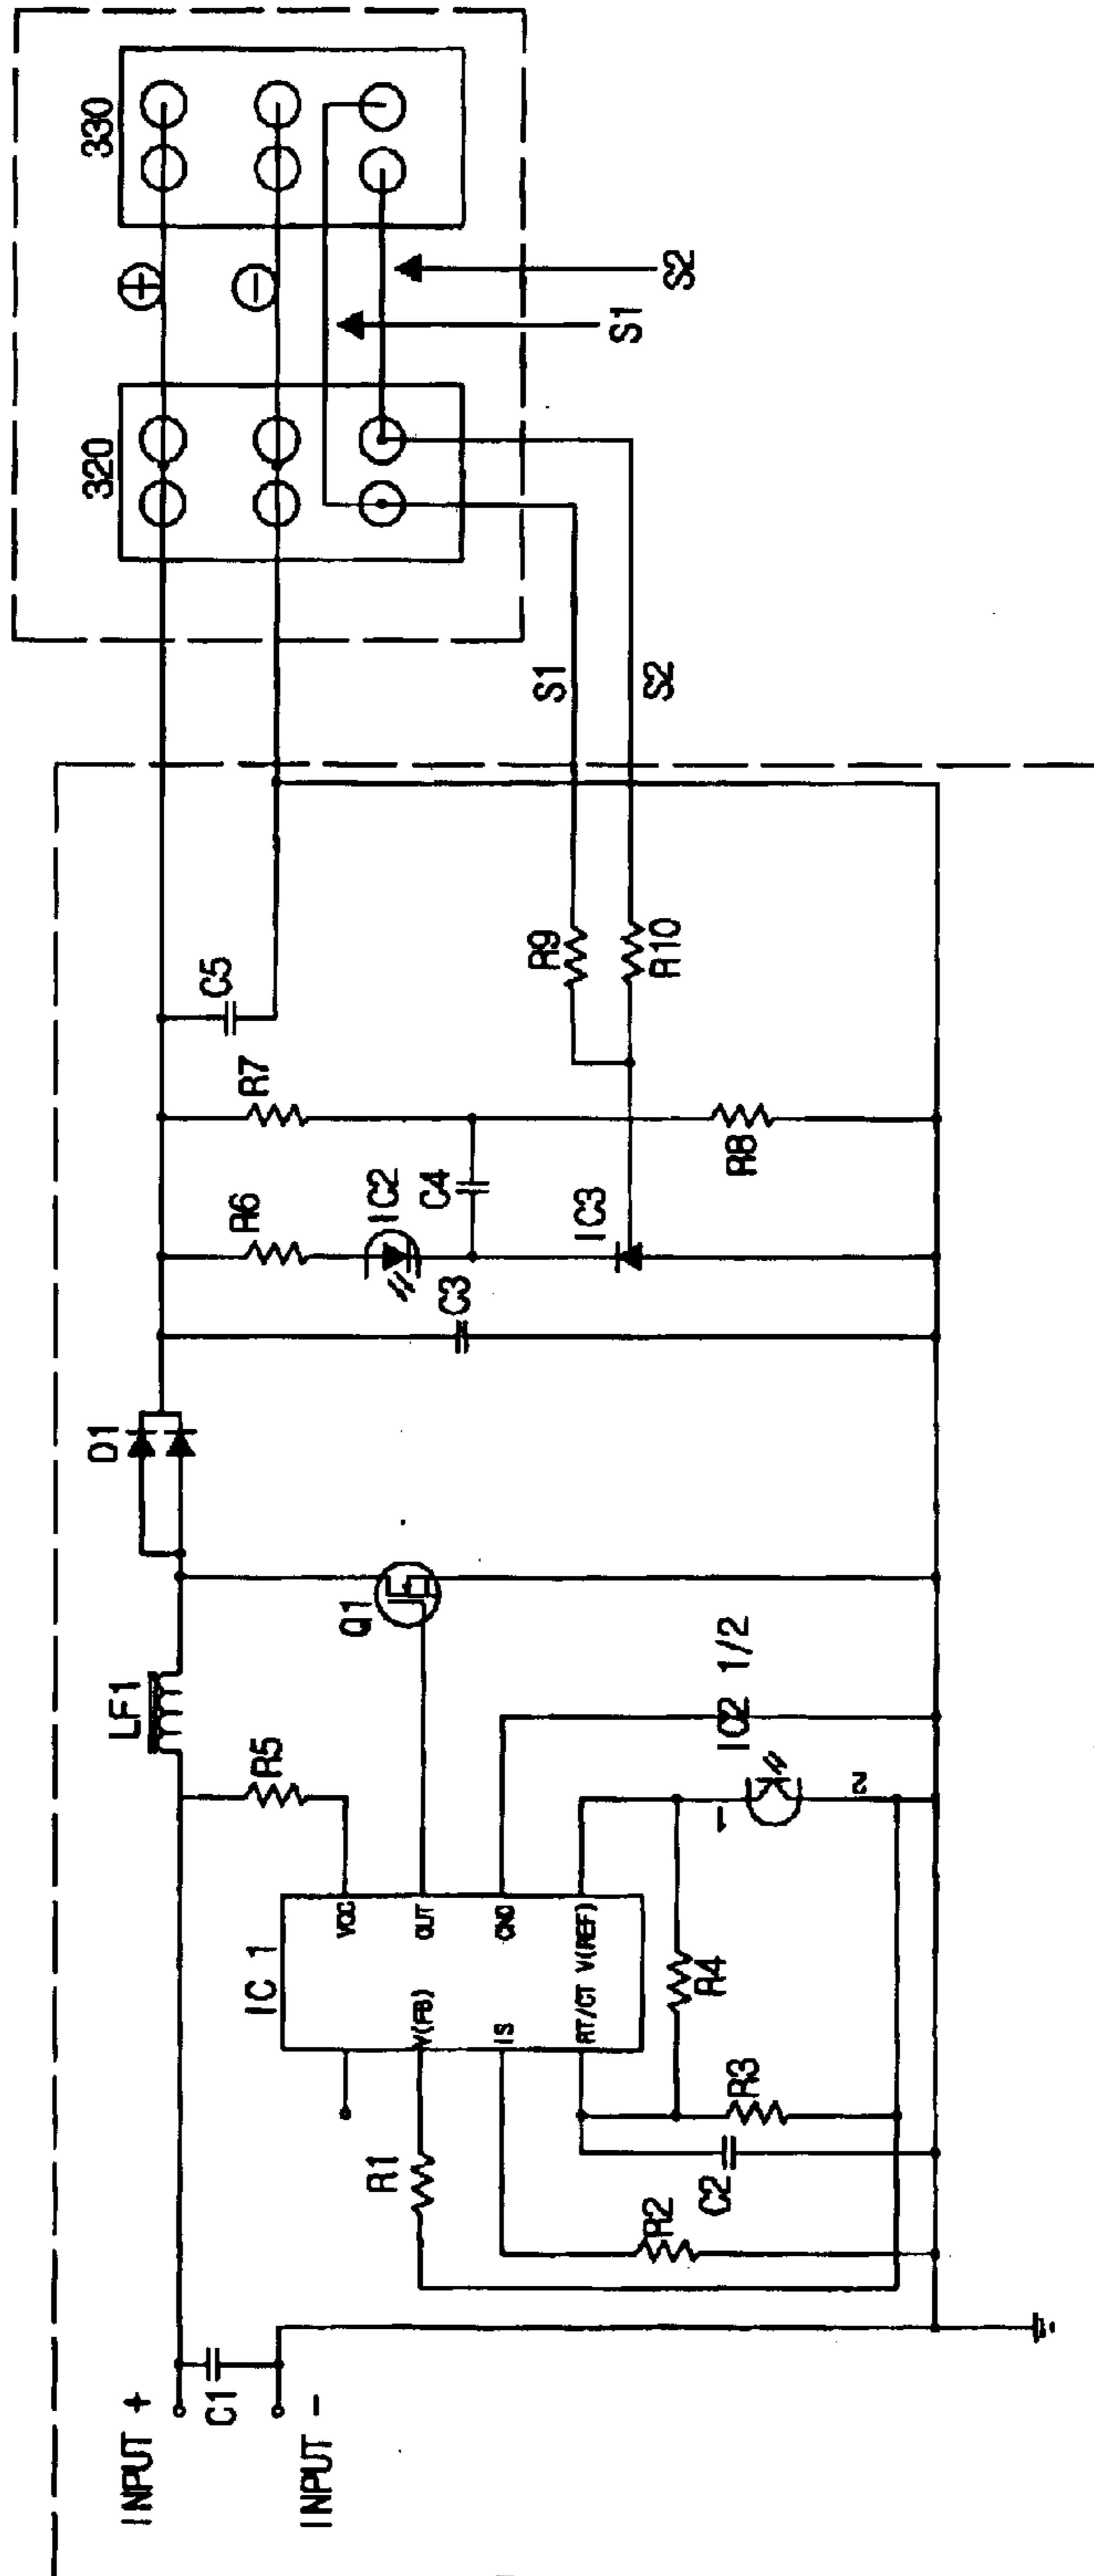 INPUT +
INPUT -
C1
LF1
D1
R5
IC 1
VCC
OUT
GND
V(REF)
V(FB)
IS
RT/CT
R1
R2
C2
R3
R4
1
2
IC2 1/2
Q1
C3
R6
IC2
C4
IC3
R7
R8
C5
R9
R10
S1
S2
320
330
+
-
S1
S2